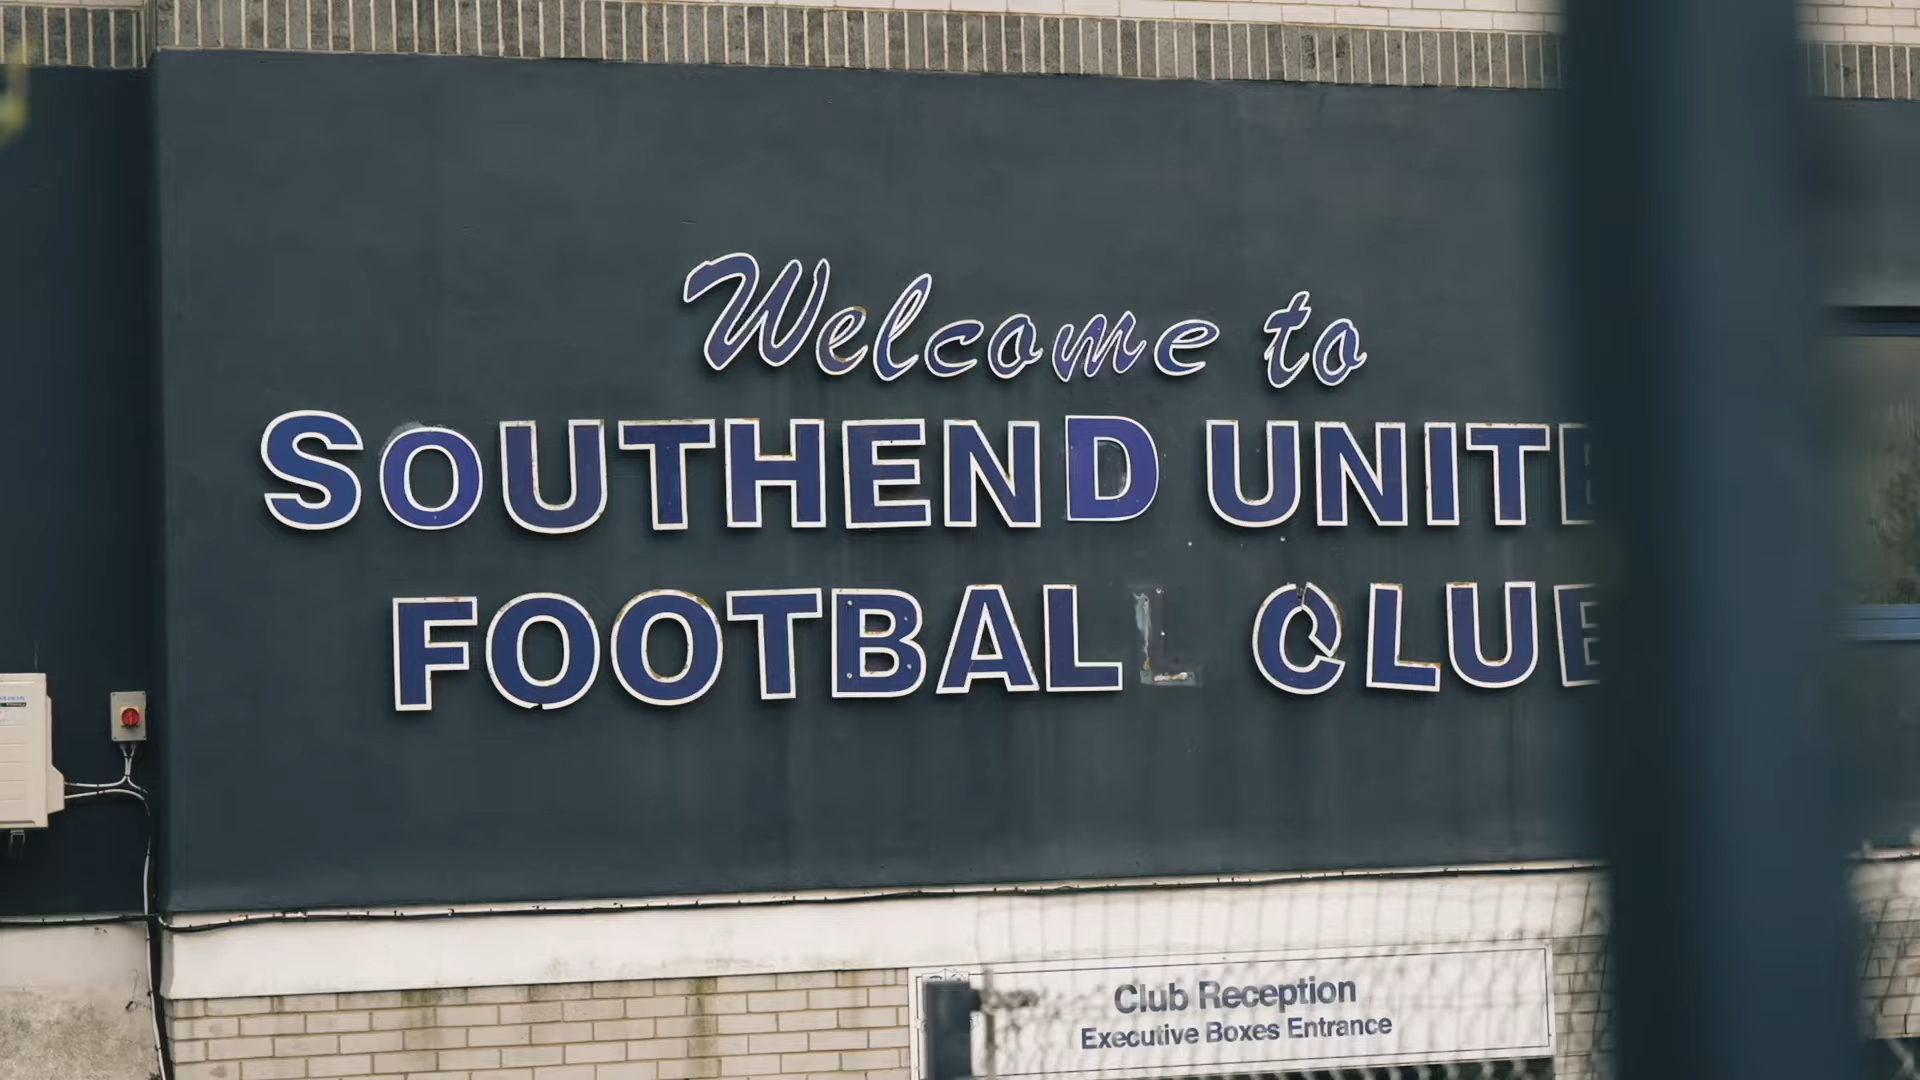 Welcome to
SOUTHEND UNITE
FOOTBAL CLUB
Club Reception
Executive Boxes Entrance